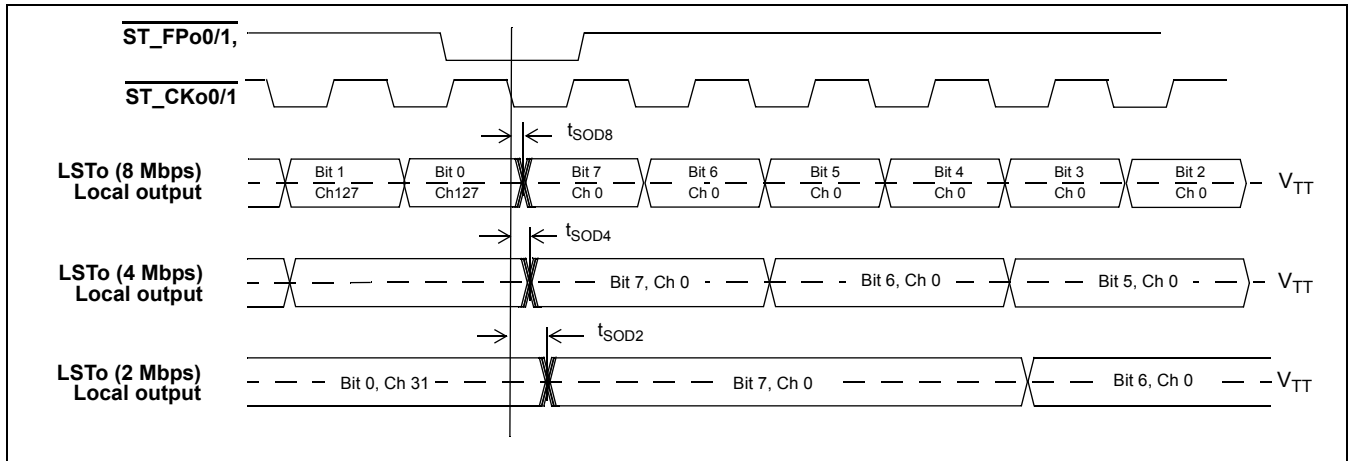 ST_FPo0/1,
ST_CKo0/1
tSOD8
LSTo (8 Mbps)
Local output
Bit 1
Ch127
Bit 0
Ch127
Bit 7
Ch 0
Bit 6
Ch 0
Bit 5
Ch 0
Bit 4
Ch 0
Bit 3
Ch 0
Bit 2
Ch 0
VTT
tSOD4
LSTo (4 Mbps)
Local output
Bit 7, Ch 0
Bit 6, Ch 0
Bit 5, Ch 0
VTT
tSOD2
LSTo (2 Mbps)
Local output
Bit 0, Ch 31
Bit 7, Ch 0
Bit 6, Ch 0
VTT